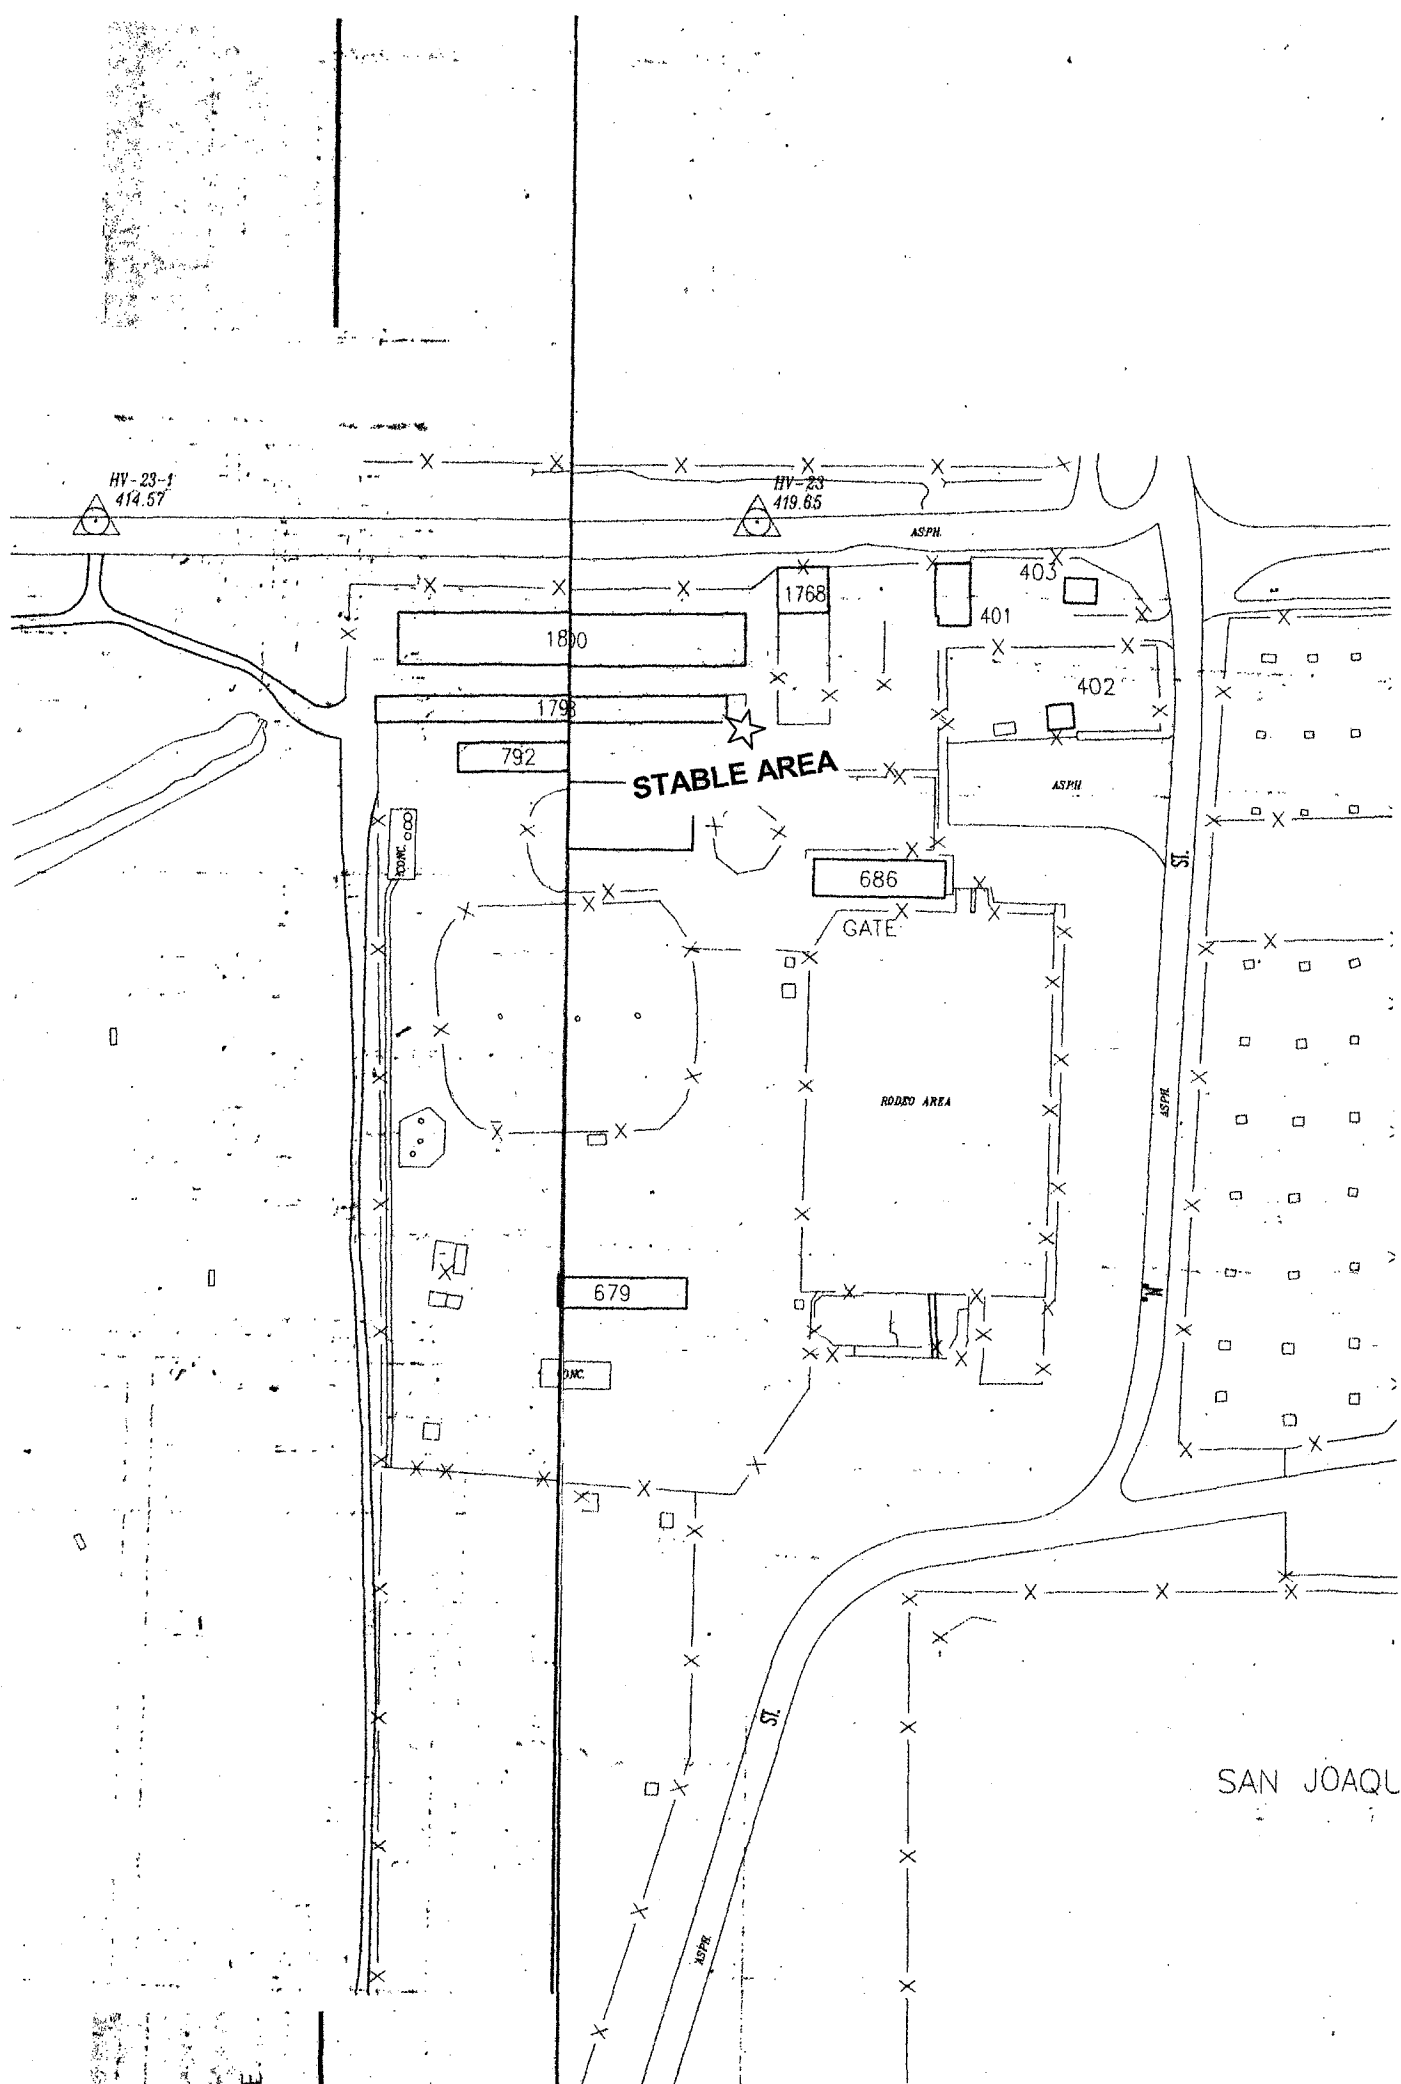 HV-23-1
414.57
HV-23
419.65
ASPH.
403
1768
401
1800
402
1798
792
STABLE AREA
ASPH
CONC.
ST.
686
GATE
RODEO AREA
ASPH.
679
"N"
ST.
SAN JOAQU
ASPH.
E